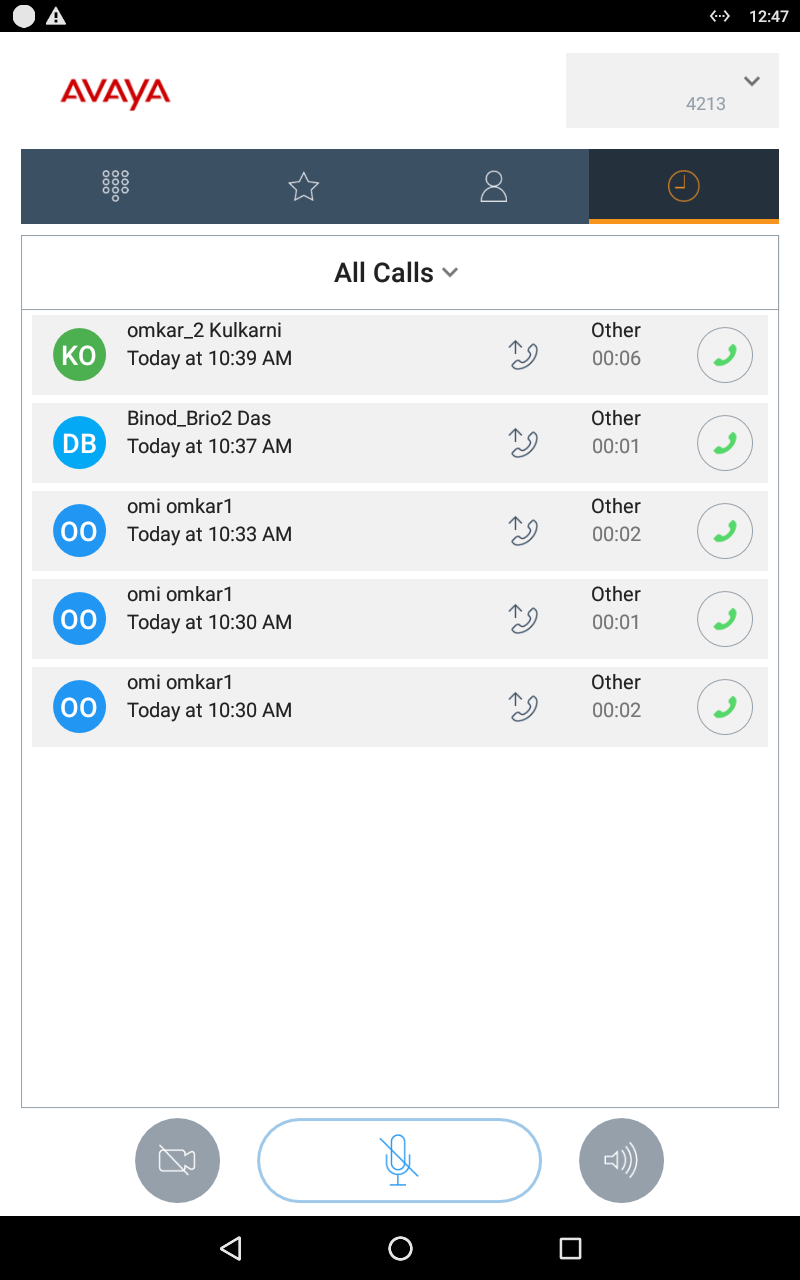 12:47
AVAYA
4213
All Calls
KO
omkar_2 Kulkarni
Today at 10:39 AM
Other
00:06
DB
Binod_Brio2 Das
Today at 10:37 AM
Other
00:01
OO
omi omkar1
Today at 10:33 AM
Other
00:02
OO
omi omkar1
Today at 10:30 AM
Other
00:01
OO
omi omkar1
Today at 10:30 AM
Other
00:02